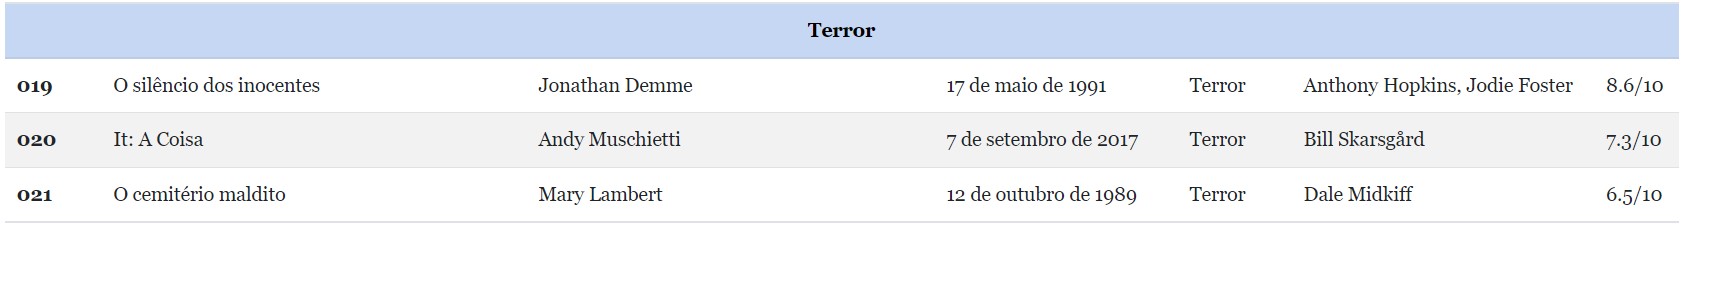 Terror
019 O silêncio dos inocentes Jonathan Demme 17 de maio de 1991 Terror Anthony Hopkins, Jodie Foster 8.6/10
020 It: A Coisa Andy Muschietti 7 de setembro de 2017 Terror Bill Skarsgård 7.3/10
021 O cemitério maldito Mary Lambert 12 de outubro de 1989 Terror Dale Midkiff 6.5/10